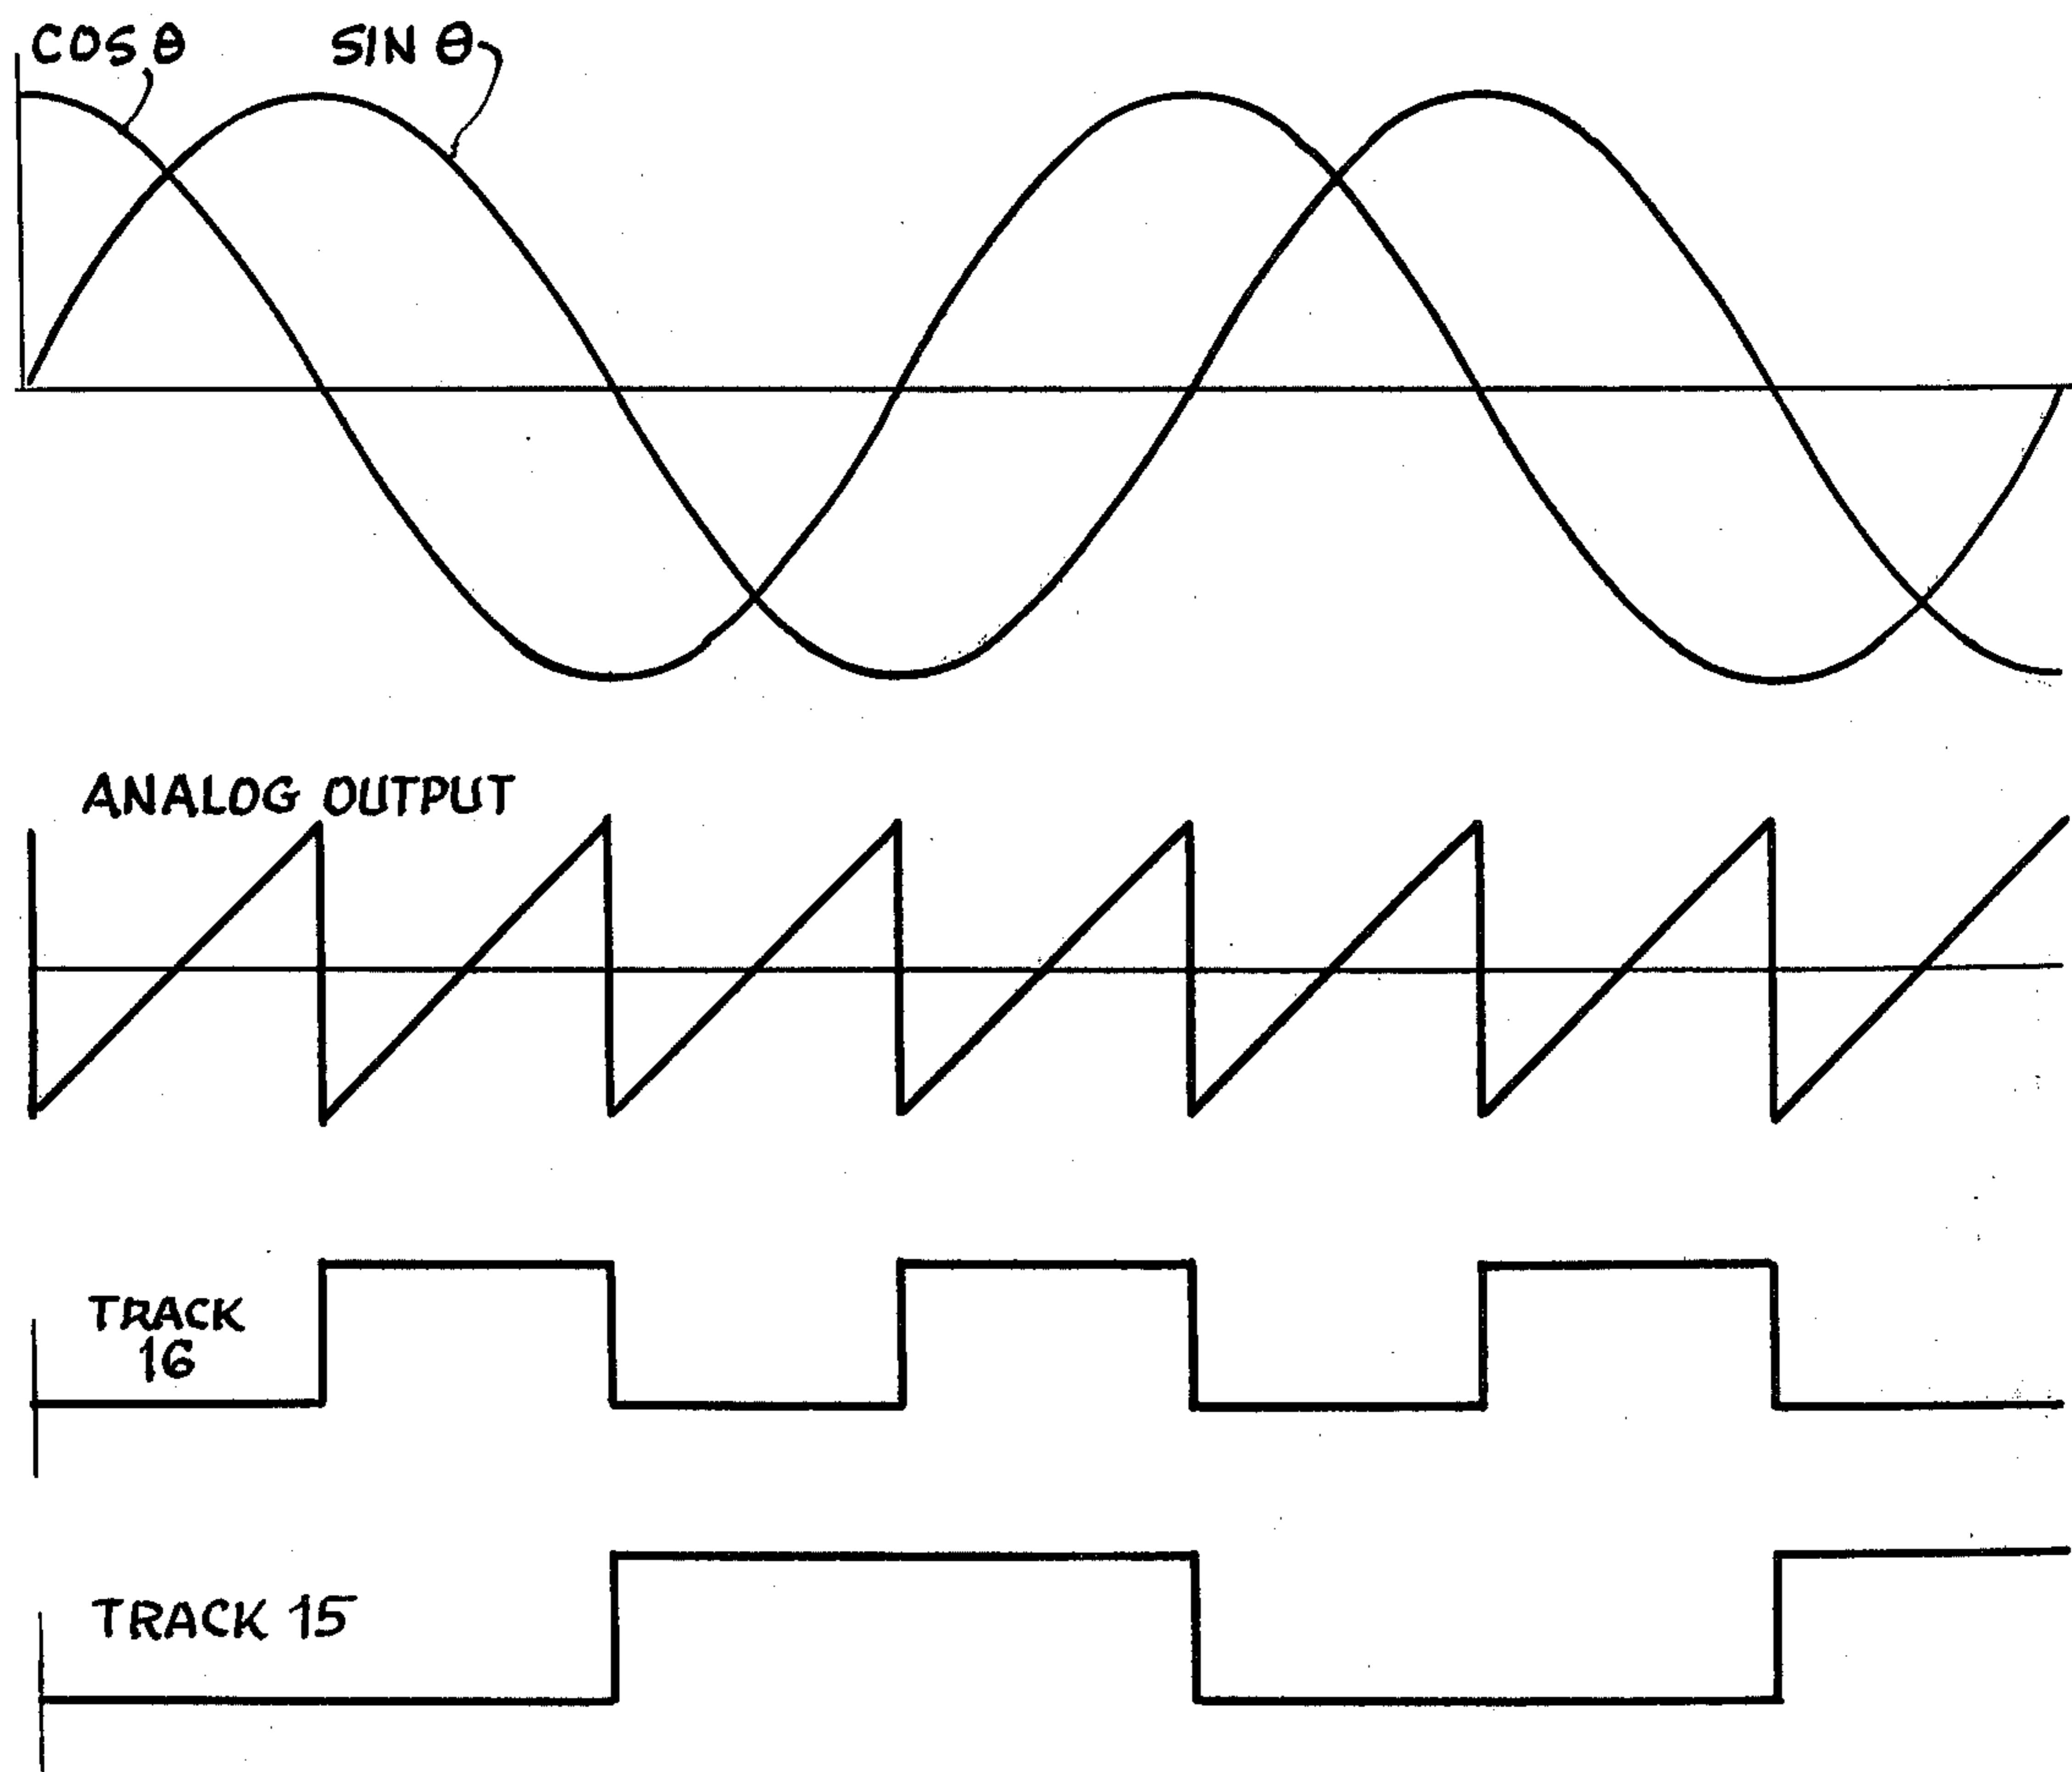 COS θ SIN θ
ANALOG OUTPUT
TRACK
16
TRACK 15